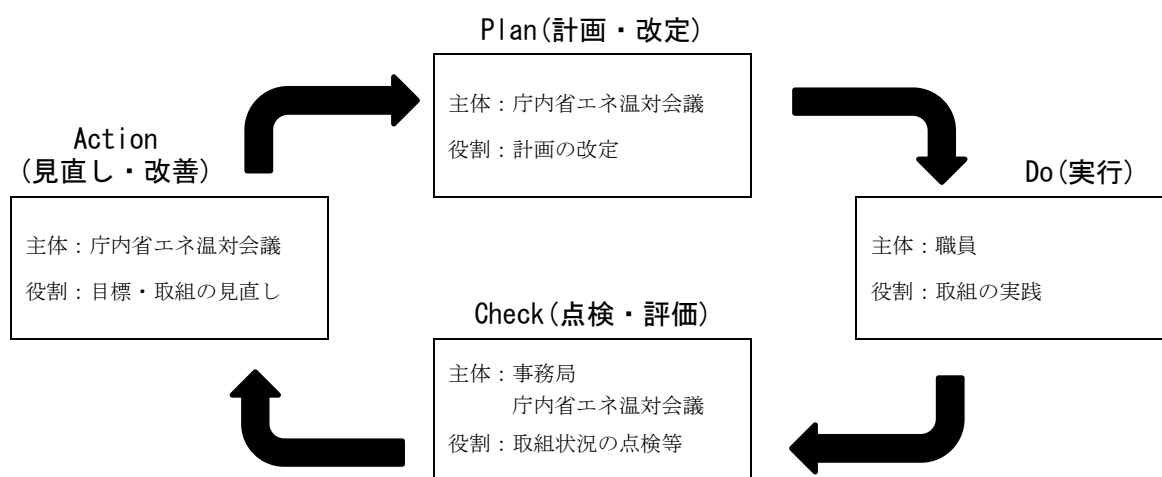 Plan(計画・改定)
主体：庁内省エネ温対会議
役割：計画の改定
Do(実行)
主体：職員
役割：取組の実践
Check(点検・評価)
主体：事務局
庁内省エネ温対会議
役割：取組状況の点検等
Action
(見直し・改善)
主体：庁内省エネ温対会議
役割：目標・取組の見直し